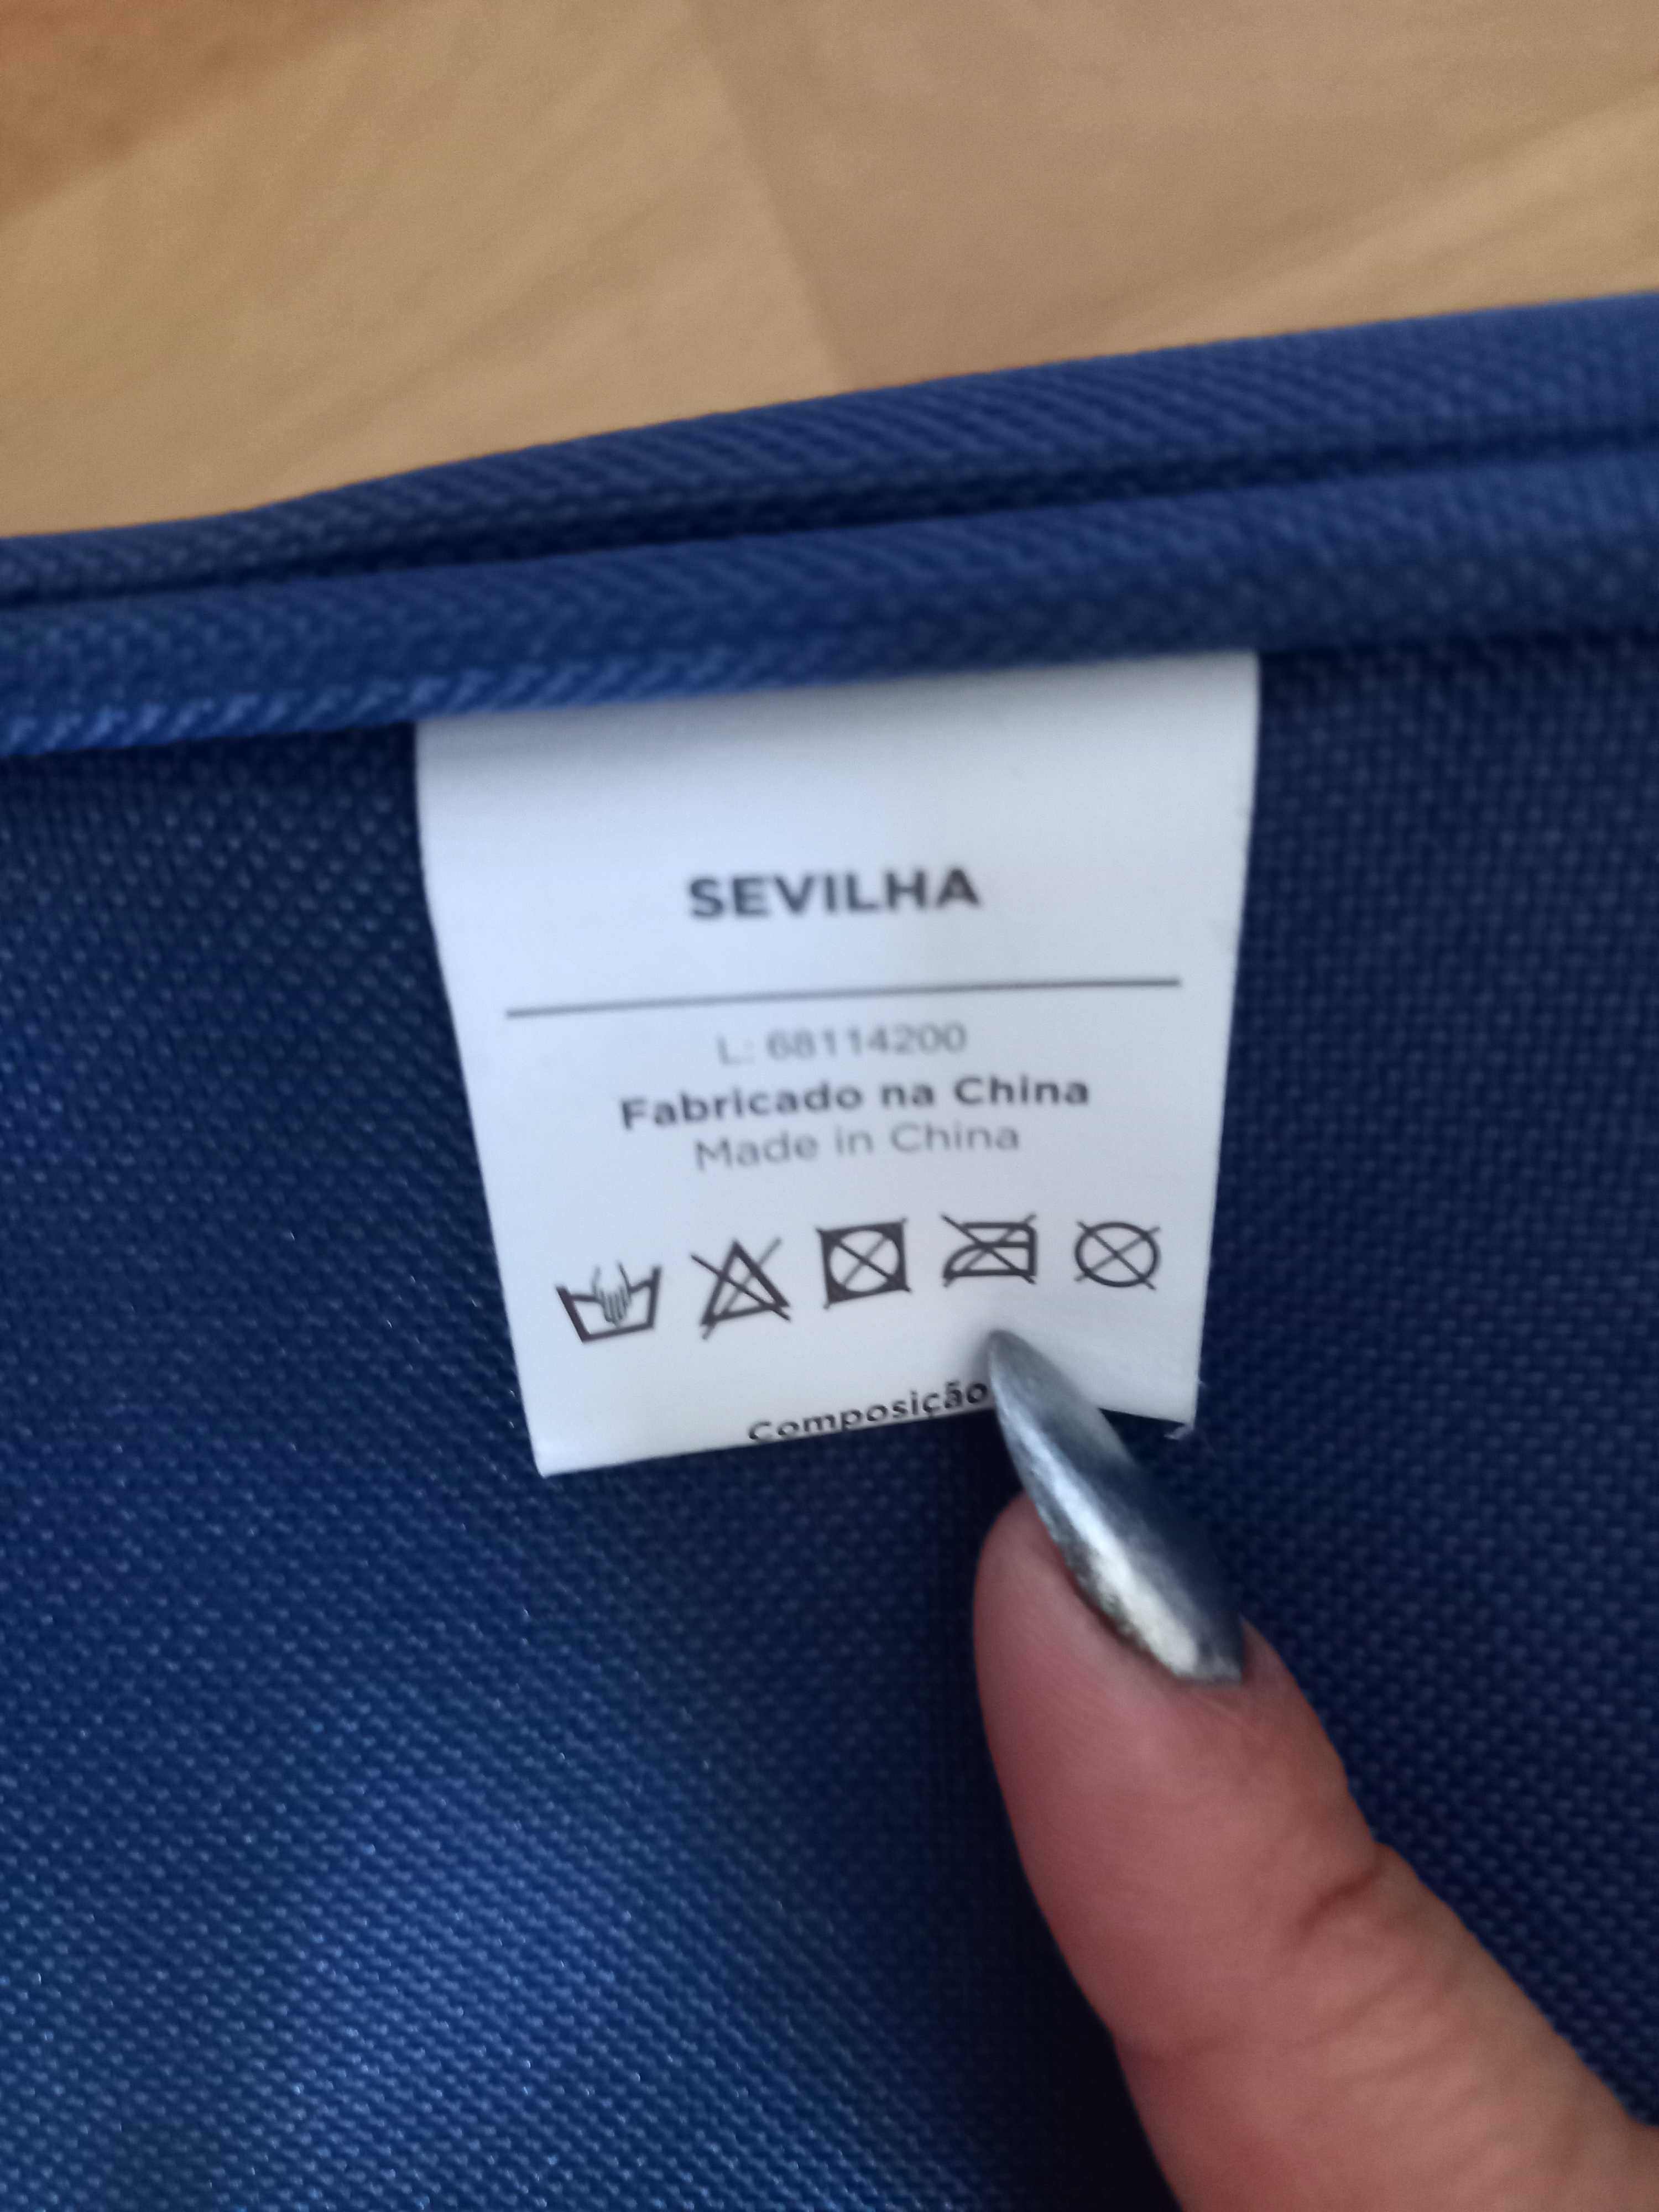 SEVILHA
L: 68114200
Fabricado na China
Made in China
Composição